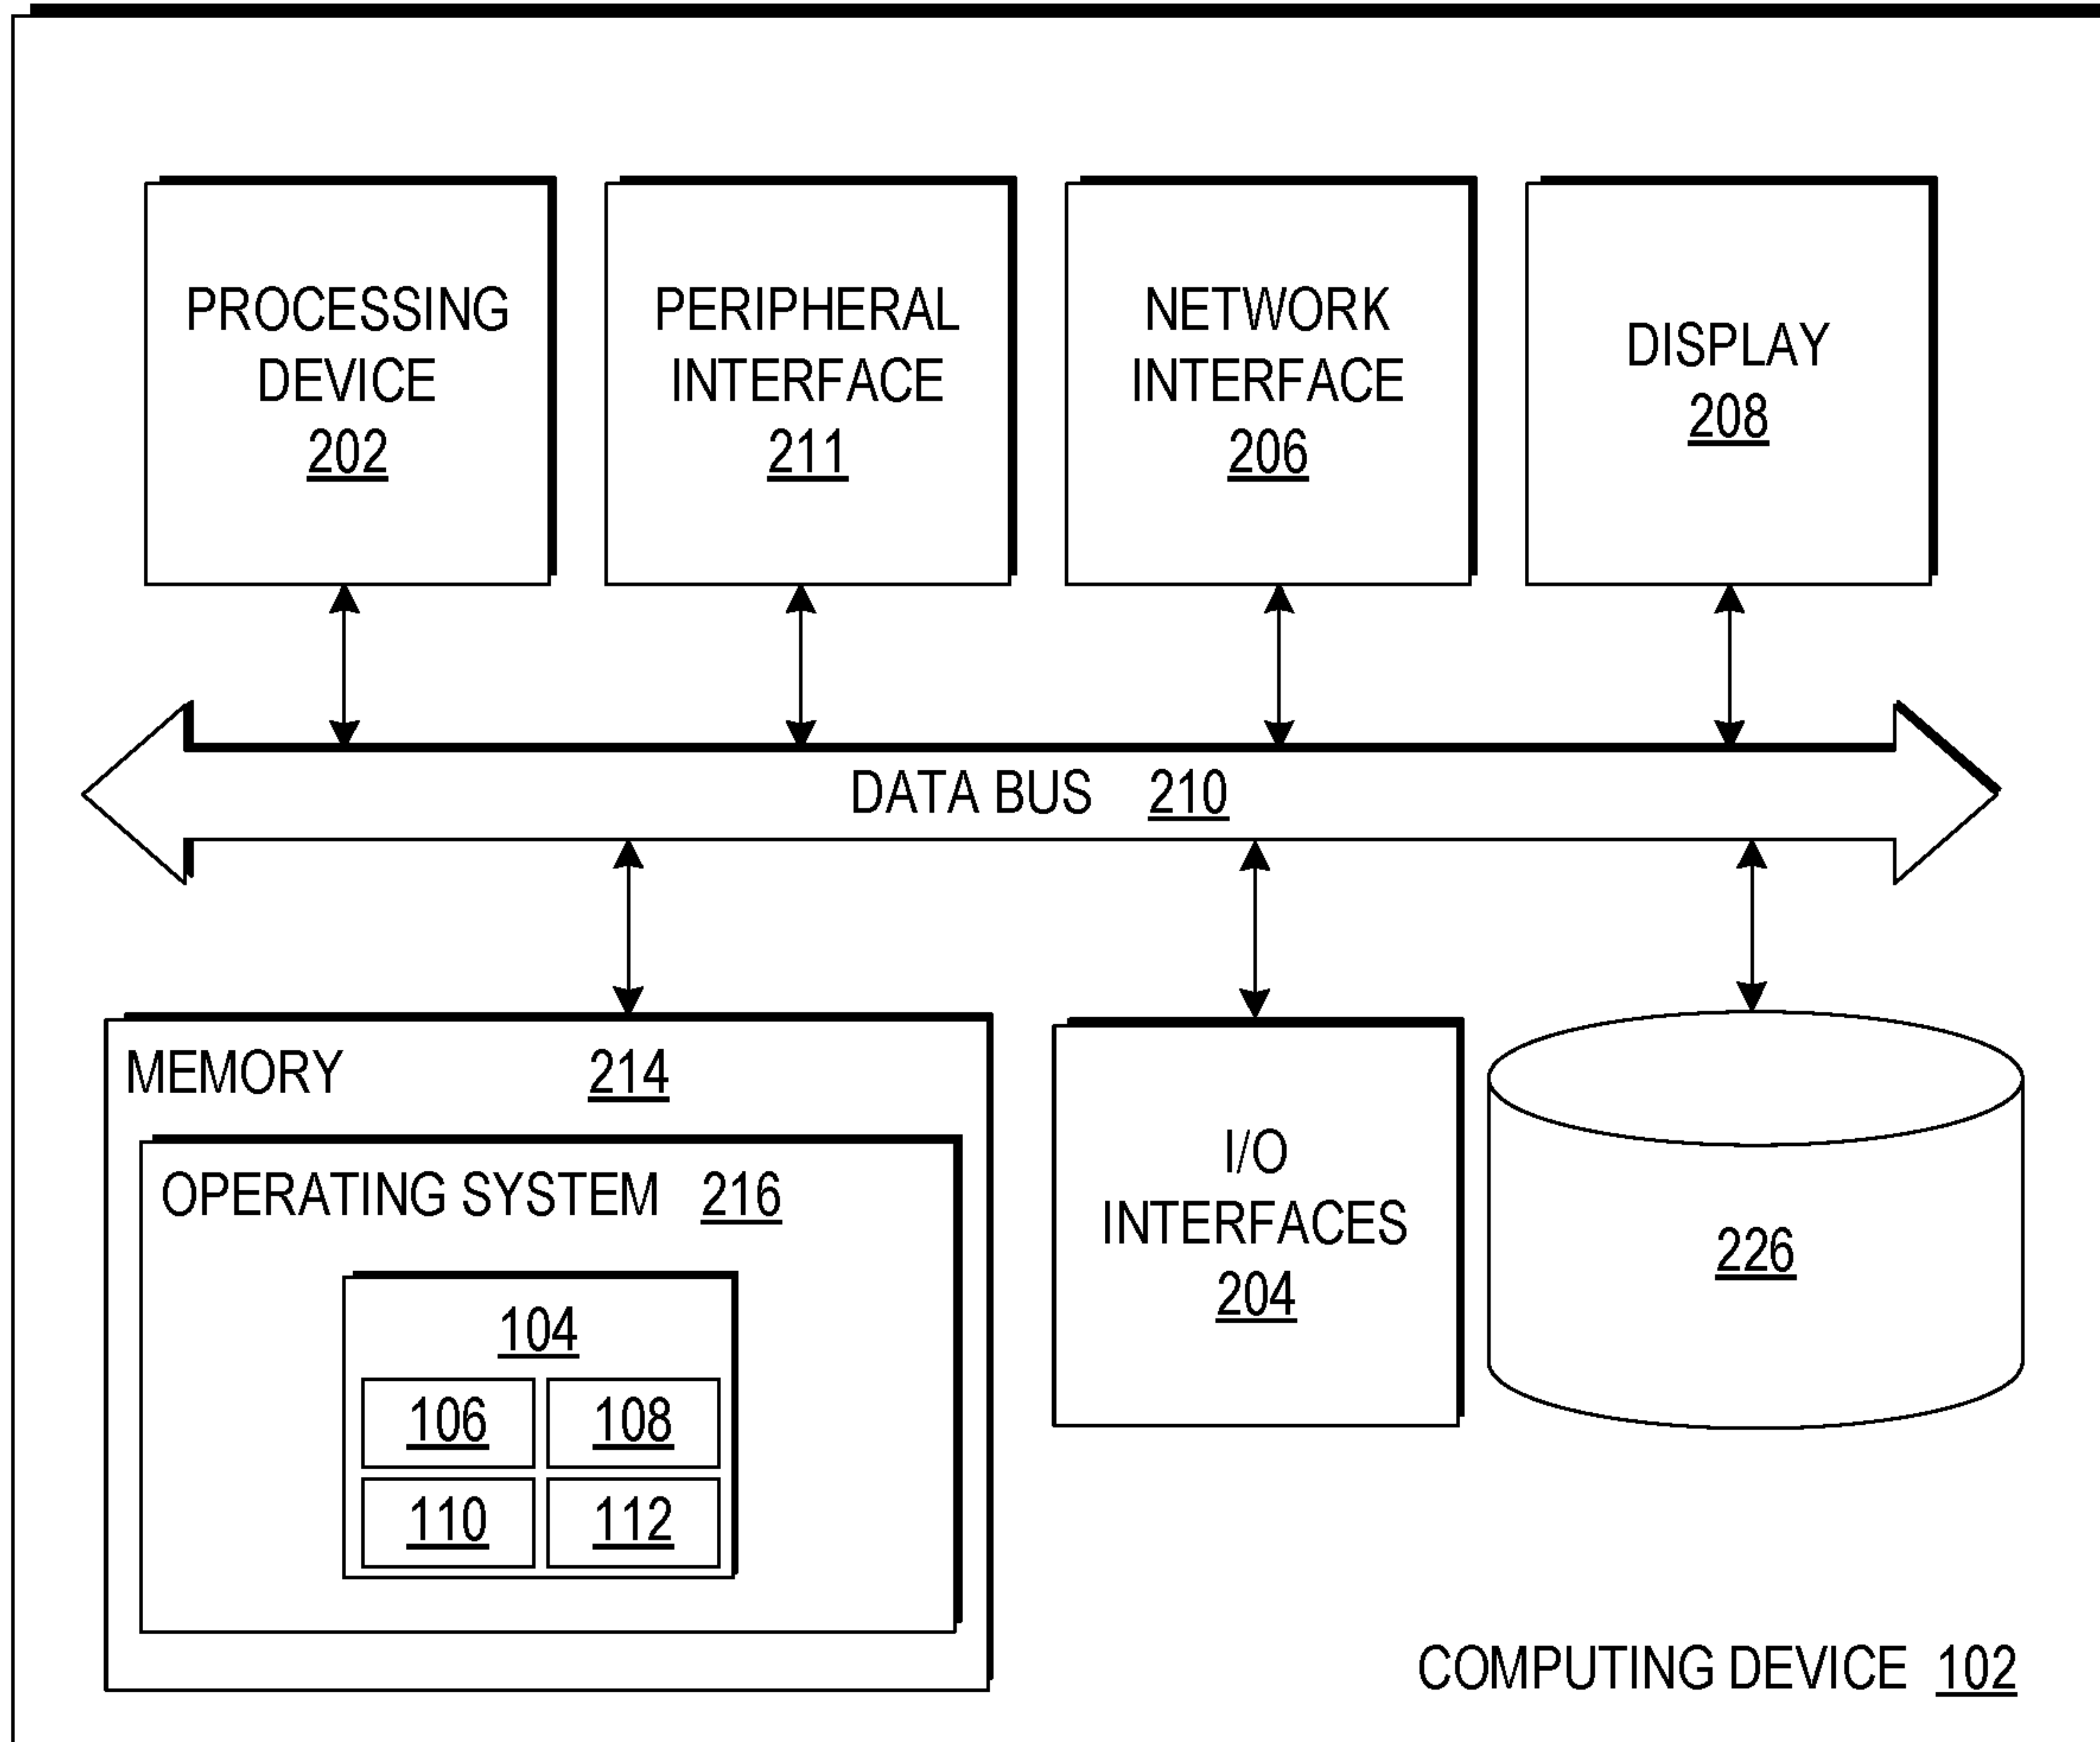 PROCESSING
DEVICE
202
PERIPHERAL
INTERFACE
211
NETWORK
INTERFACE
206
DISPLAY
208
DATA BUS 210
MEMORY 214
OPERATING SYSTEM 216
104
106 108
110 112
I/O
INTERFACES
204
226
COMPUTING DEVICE 102